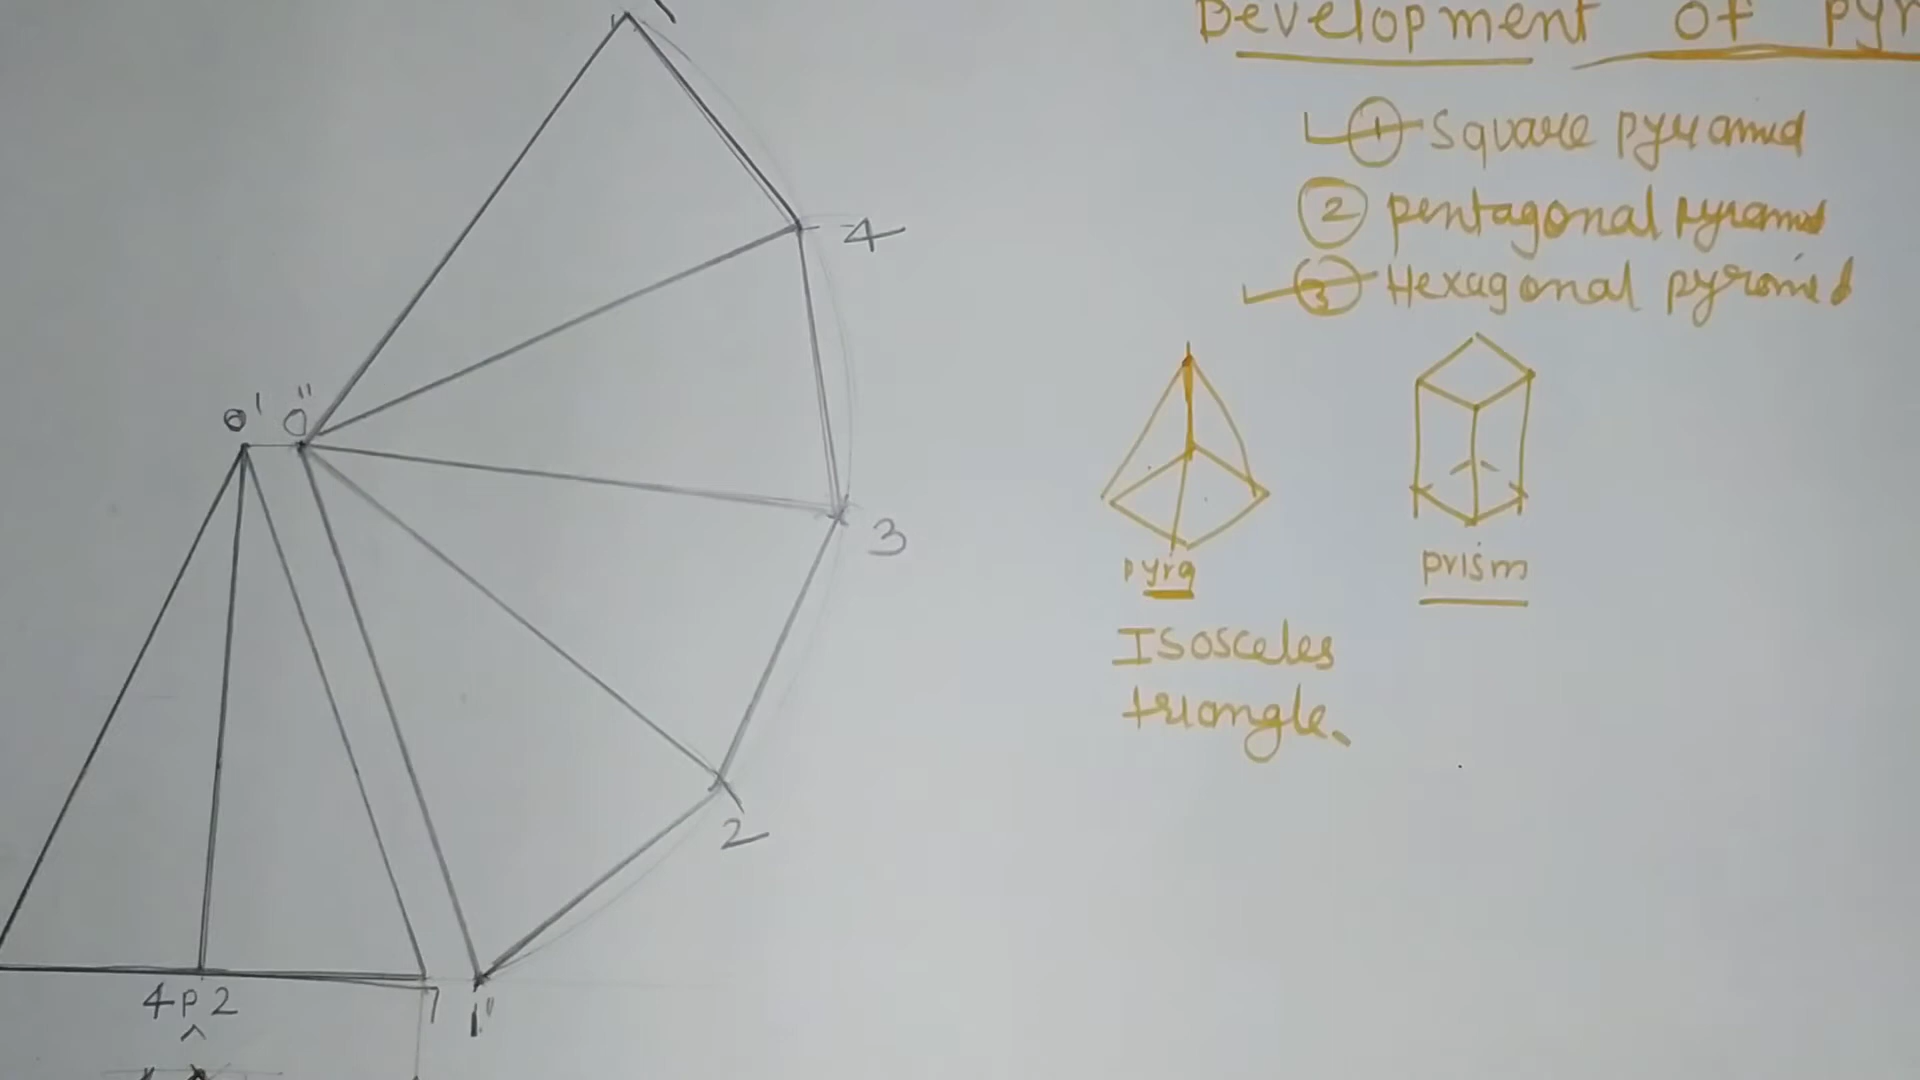 Development of pyr
① Square pyramid
② pentagonal pyramid
③ Hexagonal pyramid
pyra
prism
Isosceles
triangle.
o' o"
4
3
2
4 p 2
1
1"